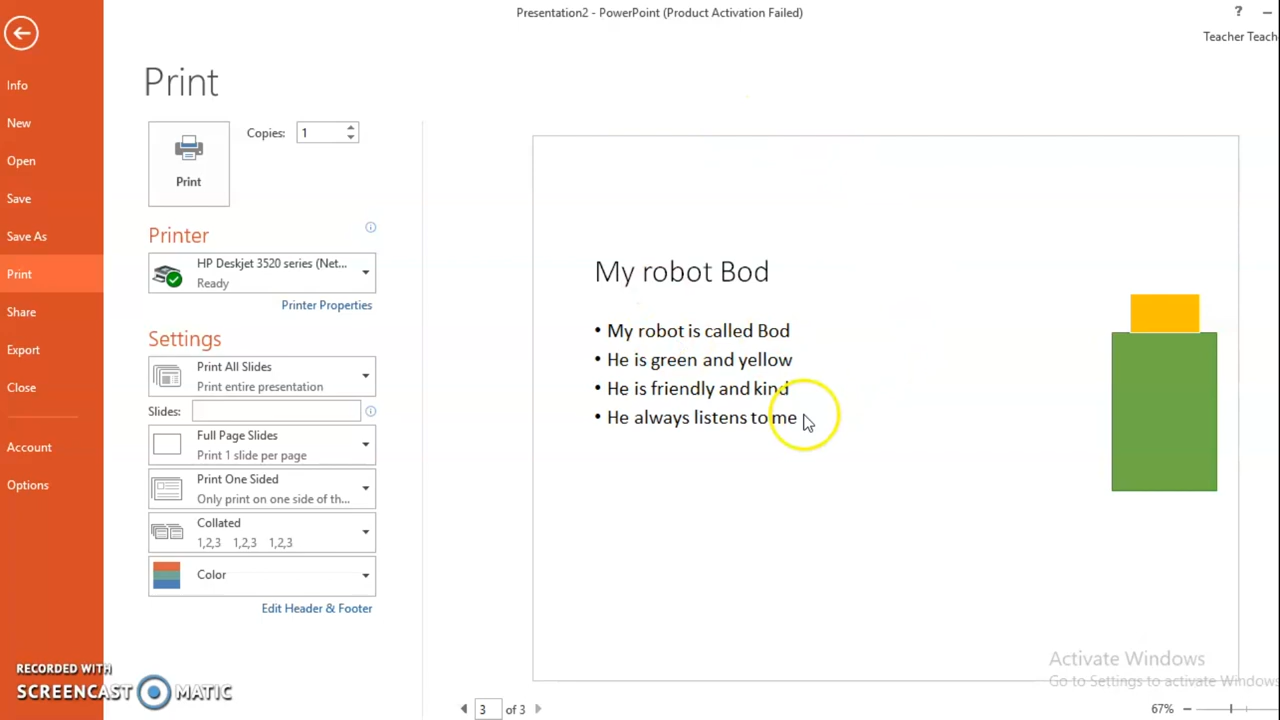 Presentation2 - PowerPoint (Product Activation Failed)
?
Teacher Teach
Info
New
Open
Save
Save As
Print
Share
Export
Close
Account
Options
Print
Print
Copies: 1
Printer
HP Deskjet 3520 series (Net...
Ready
Printer Properties
Settings
Print All Slides
Print entire presentation
Slides:
Full Page Slides
Print 1 slide per page
Print One Sided
Only print on one side of th...
Collated
1,2,3 1,2,3 1,2,3
Color
Edit Header & Footer
My robot Bod
• My robot is called Bod
• He is green and yellow
• He is friendly and kind
• He always listens to me
Activate Windows
Go to Settings to activate Windows
3 of 3
67%
RECORDED WITH
SCREENCAST MATIC